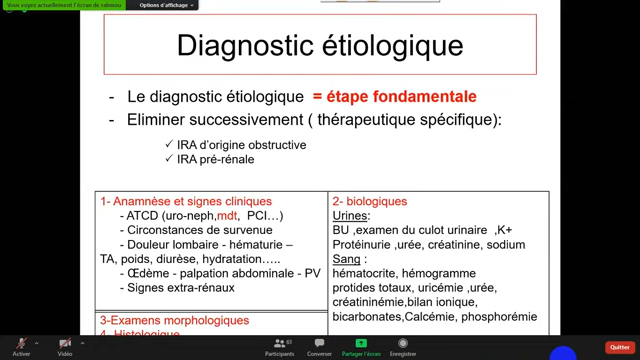 Vous voyez actuellement l'écran de
Options d'affichage
Diagnostic étiologique
- Le diagnostic étiologique = étape fondamentale
- Eliminer successivement ( thérapeutique spécifique):
✓ IRA d'origine obstructive
✓ IRA pré-rénale
1- Anamnèse et signes cliniques
- ATCD (uro-neph,mdt, PCI…)
- Circonstances de survenue
- Douleur lombaire - hématurie –
TA, poids, diurèse, hydratation…..
- Œdème - palpation abdominale - PV
- Signes extra-rénaux
3-Examens morphologiques
4- Histologique
2- biologiques
Urines:
BU ,examen du culot urinaire ,K+
Protéinurie ,urée, créatinine, sodium
Sang :
hématocrite, hémogramme
protides totaux, uricémie ,urée,
créatininémie,bilan ionique,
bicarbonates,Calcémie, phosphorémie
Activer
Vidéo
61
Participants
Converser
Partager l'écran
Enregistrer
Quitter